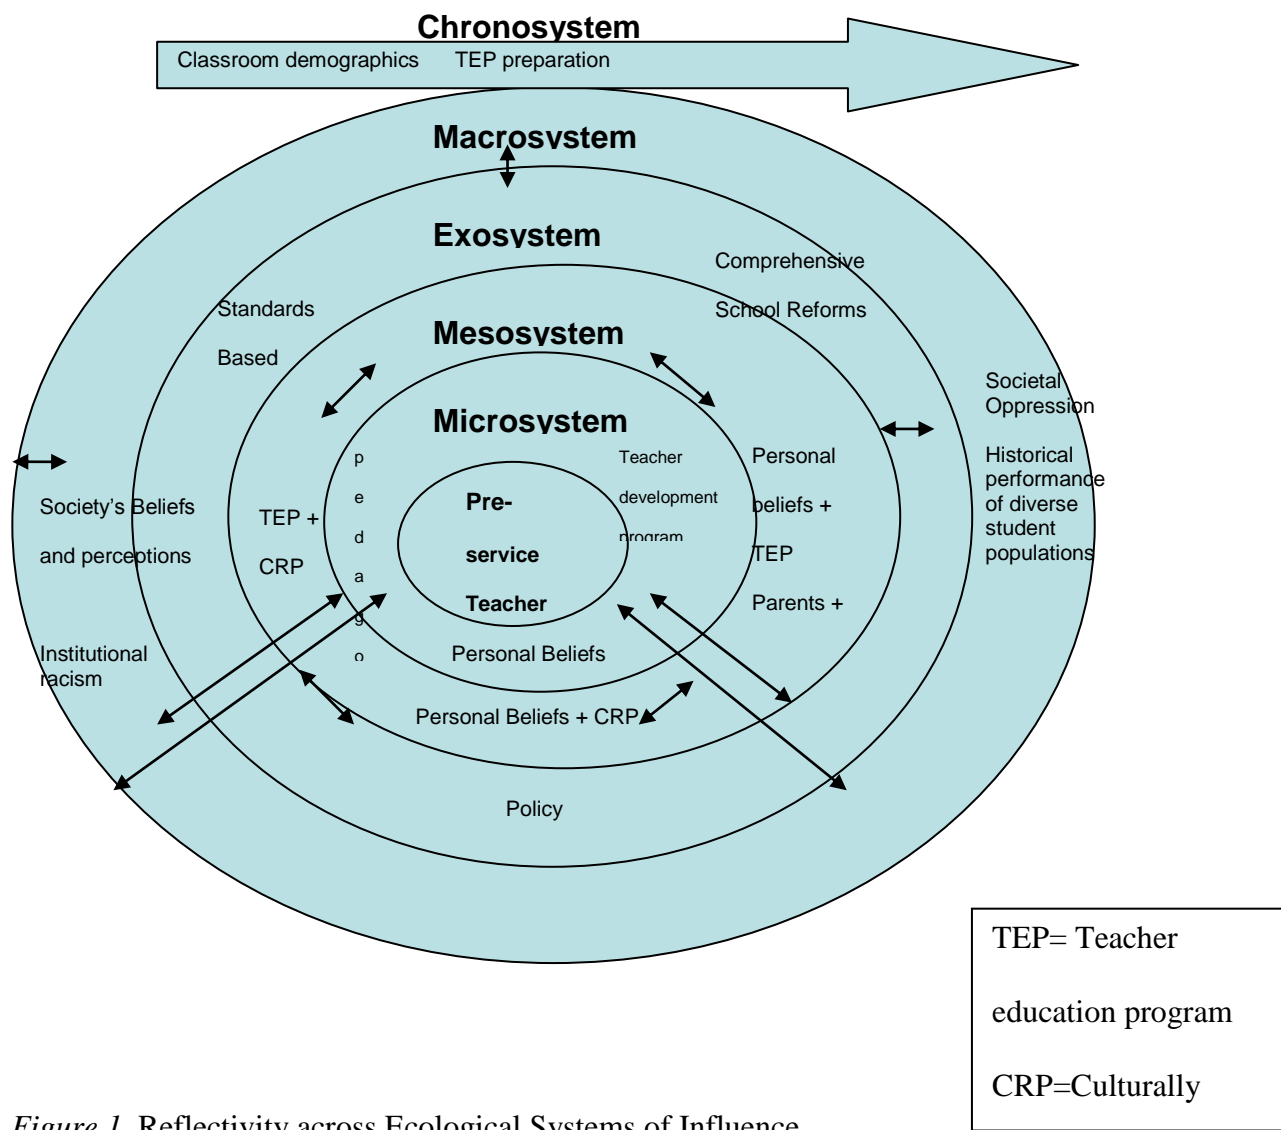 Chronosystem
Classroom demographics TEP preparation
Macrosystem
Exosystem
Comprehensive
School Reforms
Standards
Based
Mesosystem
Microsystem
Societal
Oppression
Historical
performance
of diverse
student
populations
Society's Beliefs
and perceptions
Institutional
racism
TEP +
CRP
p
e
d
a
g
o
Teacher
development
program
Personal
beliefs +
TEP
Parents +
Pre-
service
Teacher
Personal Beliefs
Personal Beliefs + CRP
Policy
TEP= Teacher
education program
CRP=Culturally
Figure 1. Reflectivity across Ecological Systems of Influence